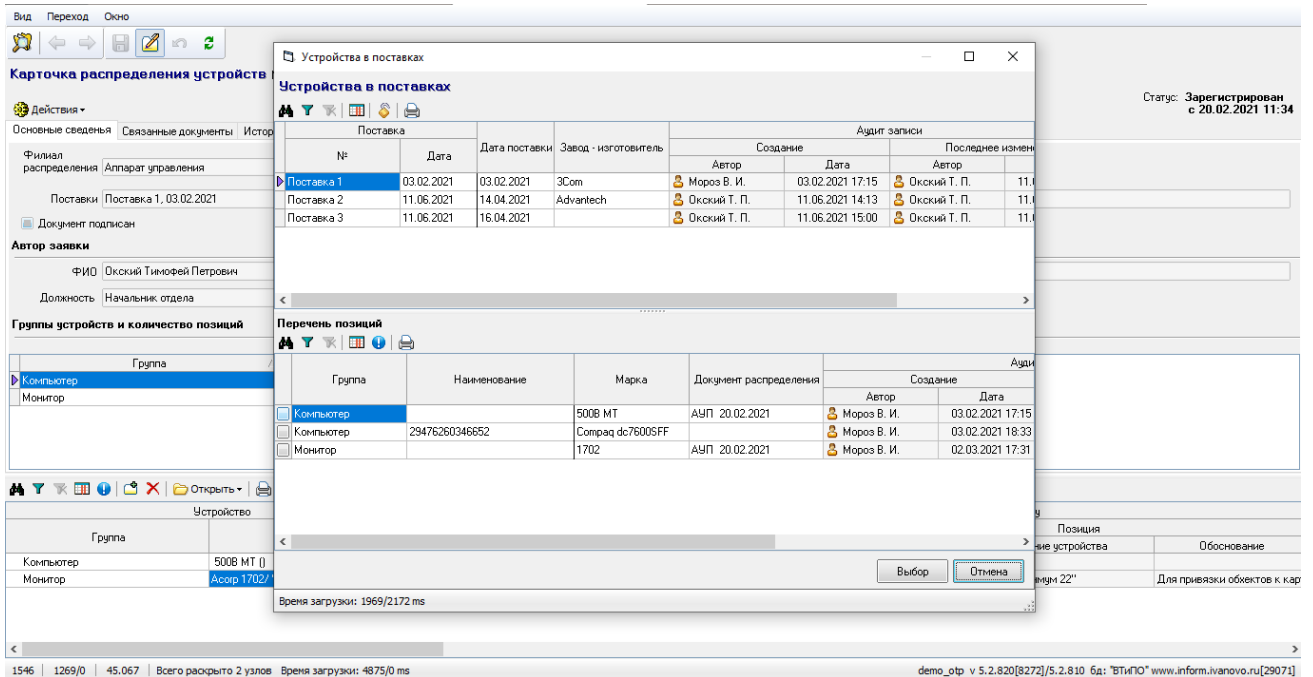 Вид Переход Окно
Карточка распределения устройств
Действия
Статус: Зарегистрирован
с 20.02.2021 11:34
Основные сведенья Связанные документы Истор
Филиал
распределения Аппарат управления
Поставки Поставка 1, 03.02.2021
Документ подписан
Автор заявки
ФИО Окский Тимофей Петрович
Должность Начальник отдела
Группы устройств и количество позиций
Группа
Компьютер
Монитор
Устройства в поставках
Устройства в поставках
Поставка Аудит записи
№ Дата Дата поставки Завод - изготовитель Создание Последнее измен
Автор Дата Автор
Поставка 1 03.02.2021 03.02.2021 3Com Мороз В. И. 03.02.2021 17:15 Окский Т. П. 11.
Поставка 2 11.06.2021 14.04.2021 Advantech Окский Т. П. 11.06.2021 14:13 Окский Т. П. 11.
Поставка 3 11.06.2021 16.04.2021 Окский Т. П. 11.06.2021 15:00 Окский Т. П. 11.
Перечень позиций
Ауди
Группа Наименование Марка Документ распределения Создание
Автор Дата
Компьютер 500B MT АУП 20.02.2021 Мороз В. И. 03.02.2021 17:15
Компьютер 29476260346652 Compaq dc7600SFF Мороз В. И. 03.02.2021 18:33
Монитор 1702 АУП 20.02.2021 Мороз В. И. 02.03.2021 17:31
Выбор Отмена
Время загрузки: 1969/2172 ms
Открыть
Устройство у
Группа Позиция
ние устройства Обоснование
Компьютер 500B MT ()
Монитор Acorp 1702/ мум 22'' Для привязки обхектов к кар
1546 1269/0 45.067 Всего раскрыто 2 узлов Время загрузки: 4875/0 ms demo_otp v 5.2.820[8272]/5.2.810 бд: "ВТиПО" www.inform.ivanovo.ru[29071]